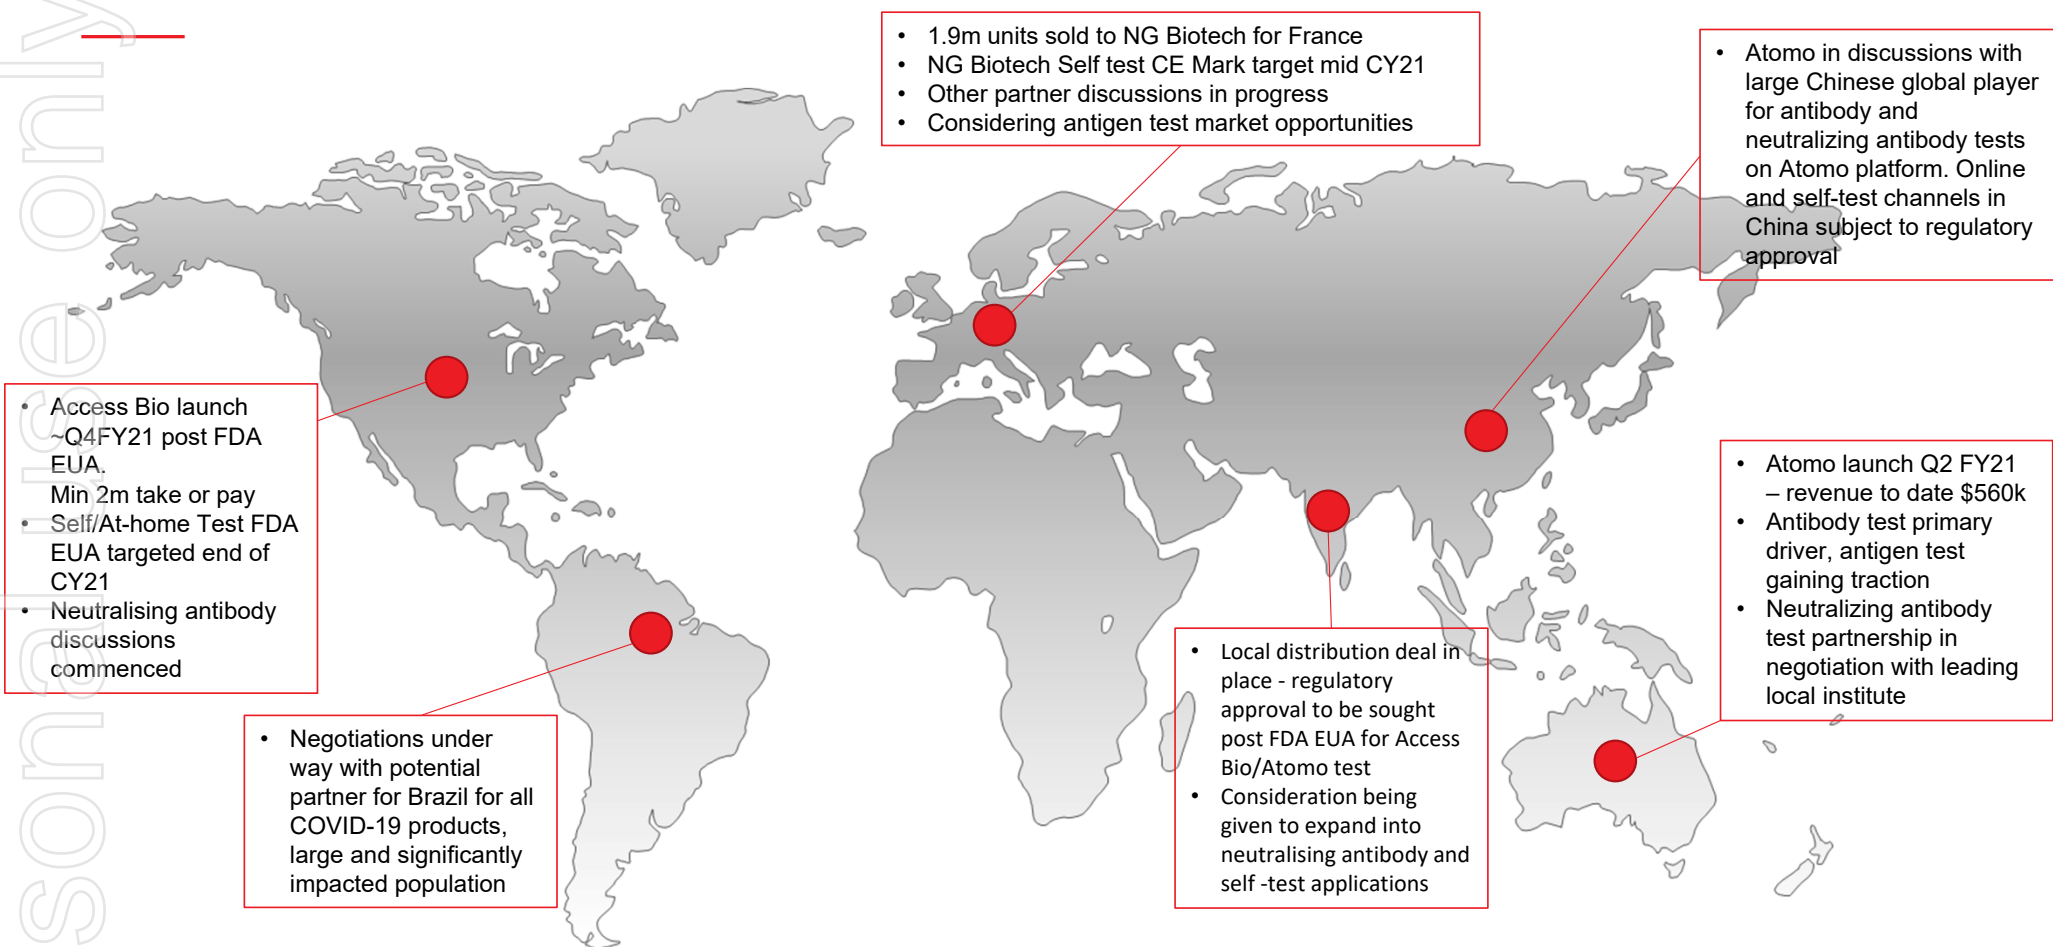 sonal use only
• 1.9m units sold to NG Biotech for France
• NG Biotech Self test CE Mark target mid CY21
• Other partner discussions in progress
• Considering antigen test market opportunities
• Atomo in discussions with
large Chinese global player
for antibody and
neutralizing antibody tests
on Atomo platform. Online
and self-test channels in
China subject to regulatory
approval
• Access Bio launch
~Q4FY21 post FDA
EUA.
Min 2m take or pay
• Self/At-home Test FDA
EUA targeted end of
CY21
• Neutralising antibody
discussions
commenced
• Atomo launch Q2 FY21
– revenue to date $560k
• Antibody test primary
driver, antigen test
gaining traction
• Neutralizing antibody
test partnership in
negotiation with leading
local institute
• Local distribution deal in
place - regulatory
approval to be sought
post FDA EUA for Access
Bio/Atomo test
• Consideration being
given to expand into
neutralising antibody and
self -test applications
• Negotiations under
way with potential
partner for Brazil for all
COVID-19 products,
large and significantly
impacted population